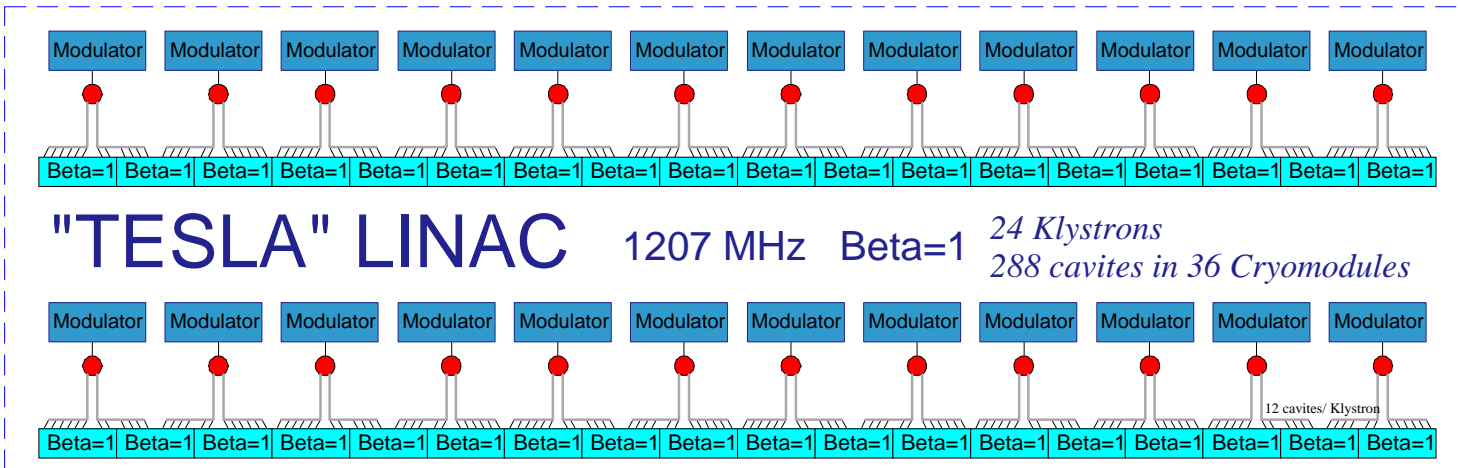 Modulator Modulator Modulator Modulator Modulator Modulator Modulator Modulator Modulator Modulator Modulator Modulator
Beta=1 Beta=1 Beta=1 Beta=1 Beta=1 Beta=1 Beta=1 Beta=1 Beta=1 Beta=1 Beta=1 Beta=1 Beta=1 Beta=1 Beta=1 Beta=1 Beta=1 Beta=1
"TESLA" LINAC 1207 MHz Beta=1
24 Klystrons
288 cavites in 36 Cryomodules
Modulator Modulator Modulator Modulator Modulator Modulator Modulator Modulator Modulator Modulator Modulator Modulator
12 cavites/ Klystron
Beta=1 Beta=1 Beta=1 Beta=1 Beta=1 Beta=1 Beta=1 Beta=1 Beta=1 Beta=1 Beta=1 Beta=1 Beta=1 Beta=1 Beta=1 Beta=1 Beta=1 Beta=1